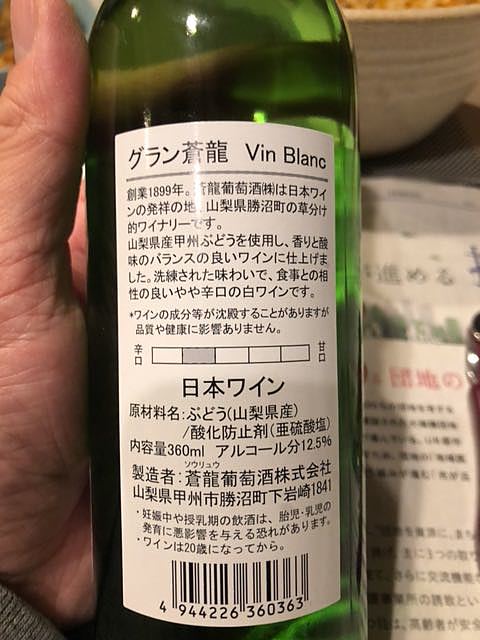 グラン蒼龍 Vin Blanc
創業1899年。蒼龍葡萄酒㈱は日本ワイ
ンの発祥の地、山梨県勝沼町の草分け
的ワイナリーです。
山梨県産甲州ぶどうを使用し、香りと酸
味のバランスの良いワインに仕上げま
した。洗練された味わいで、食事との相
性の良いやや辛口の白ワインです。
*ワインの成分等が沈殿することがありますが
品質や健康に影響ありません。
辛口
甘口
日本ワイン
原材料名:ぶどう(山梨県産)
/酸化防止剤(亜硫酸塩)
内容量360ml アルコール分12.5%
ソウリュウ
製造者:蒼龍葡萄酒株式会社
山梨県甲州市勝沼町下岩崎1841
・妊娠中や授乳期の飲酒は、胎児・乳児の
発育に悪影響を与える恐れがあります。
・ワインは20歳になってから。
4 944226 360363
進める
団地の